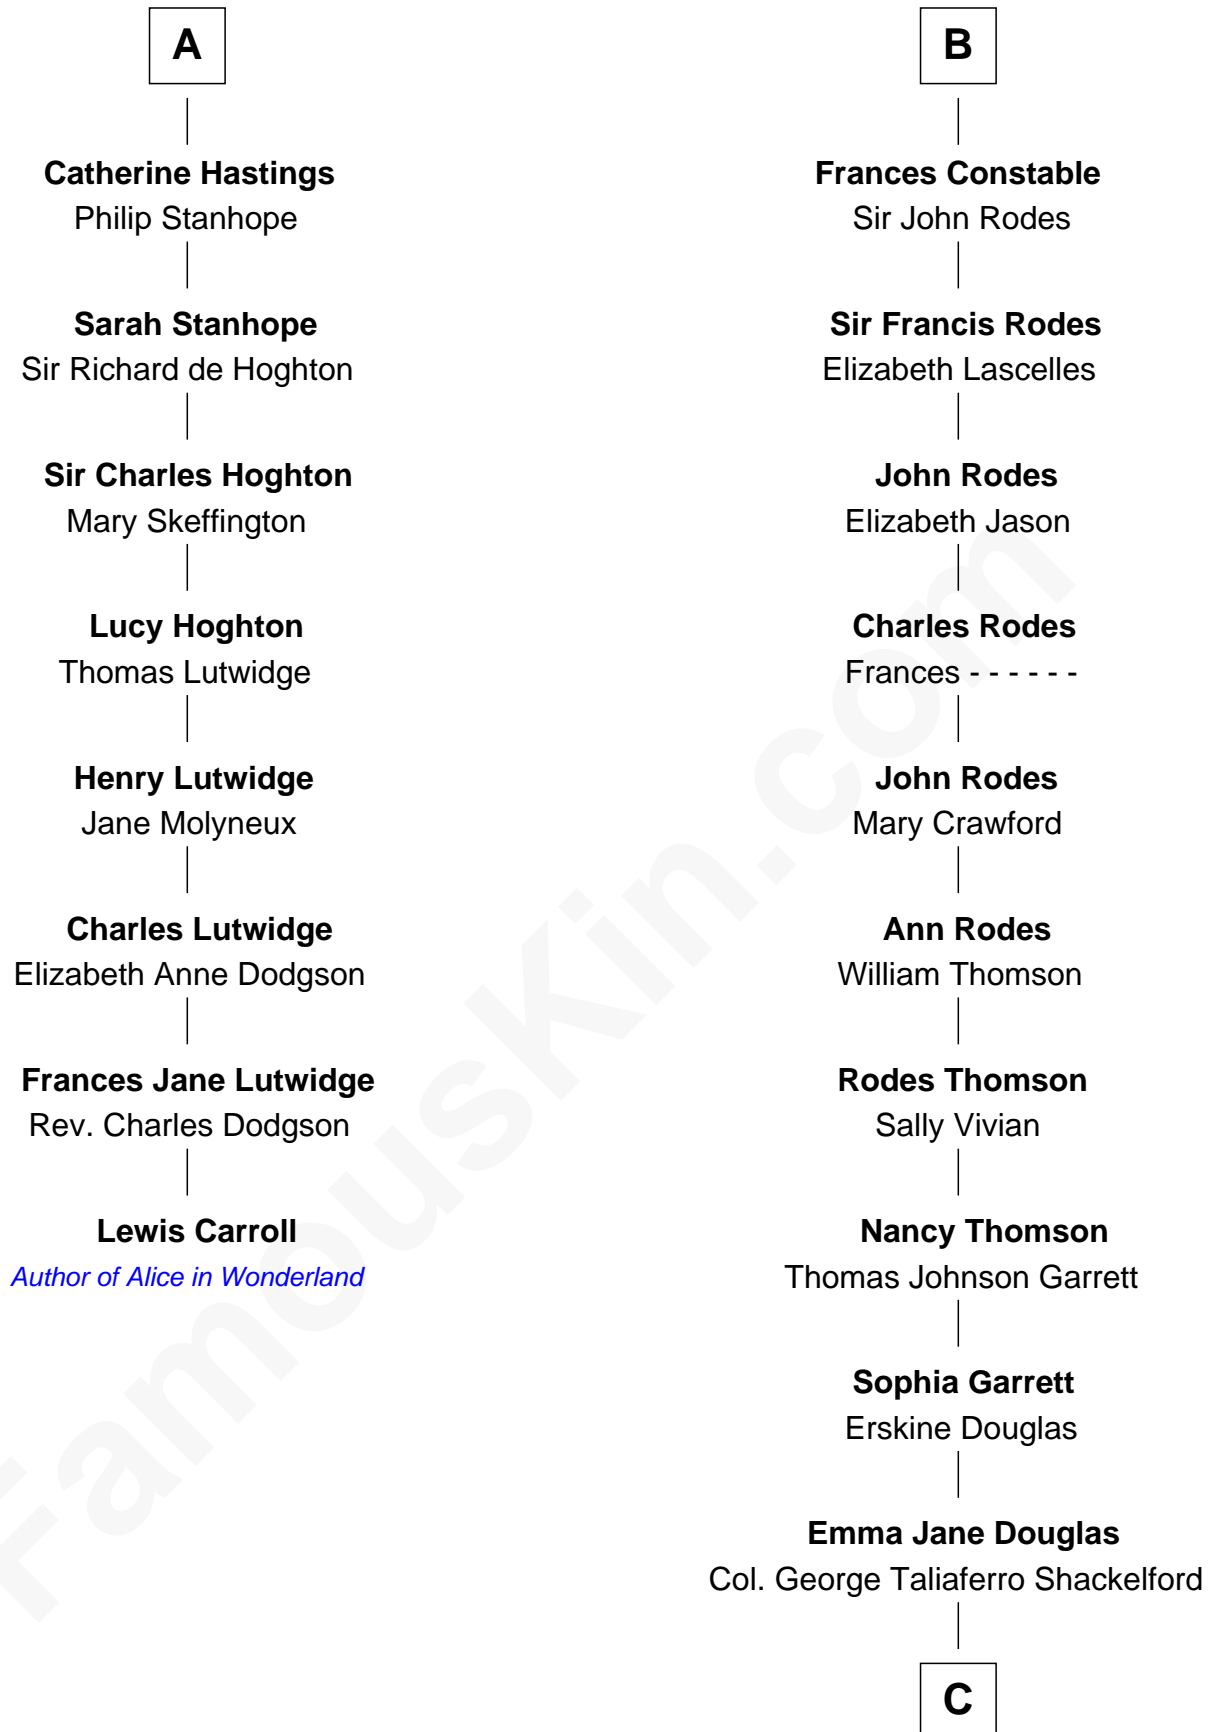 A
Catherine Hastings
Philip Stanhope
Sarah Stanhope
Sir Richard de Hoghton
Sir Charles Hoghton
Mary Skeffington
Lucy Hoghton
Thomas Lutwidge
Henry Lutwidge
Jane Molyneux
Charles Lutwidge
Elizabeth Anne Dodgson
Frances Jane Lutwidge
Rev. Charles Dodgson
Lewis Carroll
Author of Alice in Wonderland
B
Frances Constable
Sir John Rodes
Sir Francis Rodes
Elizabeth Lascelles
John Rodes
Elizabeth Jason
Charles Rodes
Frances - - - - - -
John Rodes
Mary Crawford
Ann Rodes
William Thomson
Rodes Thomson
Sally Vivian
Nancy Thomson
Thomas Johnson Garrett
Sophia Garrett
Erskine Douglas
Emma Jane Douglas
Col. George Taliaferro Shackelford
C
FamousKin.com